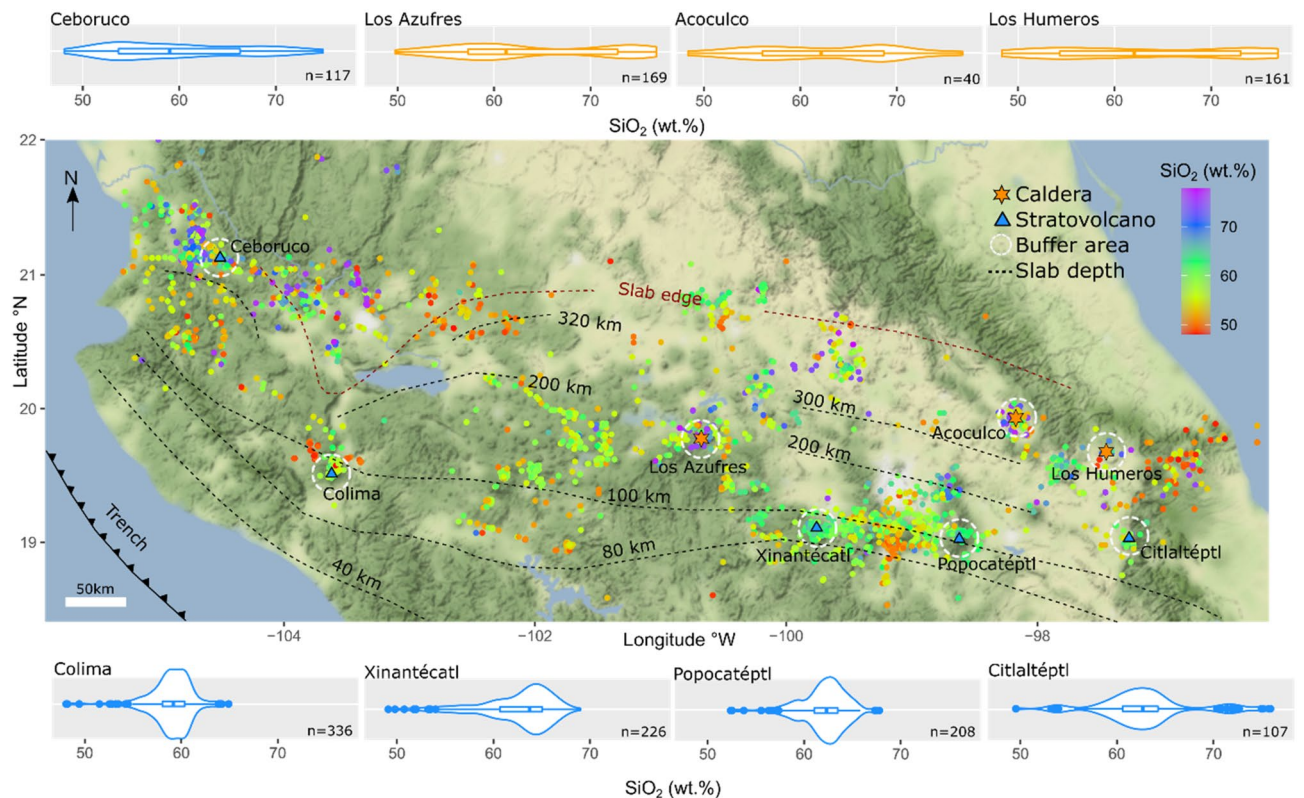 Ceboruco
Los Azufres
Acoculco
Los Humeros
n=117
n=169
n=40
n=161
50 60 70
50 60 70
50 60 70
50 60 70
SiO2 (wt.%)
22
21
20
19
Latitude °N
N
SiO2 (wt.%)
70
60
50
Caldera
Stratovolcano
Buffer area
Slab depth
Ceboruco
Slab edge
320 km
200 km
300 km
Acoculco
200 km
Los Azufres
Los Humeros
Colima
100 km
Trench
80 km
Xinantécatl
Popocatéptl
Citlaltéptl
40 km
50km
−104 −102 −100 −98
Longitude °W
Colima
Xinantécatl
Popocatéptl
Citlaltéptl
n=336
n=226
n=208
n=107
50 60 70
50 60 70
50 60 70
50 60 70
SiO2 (wt.%)